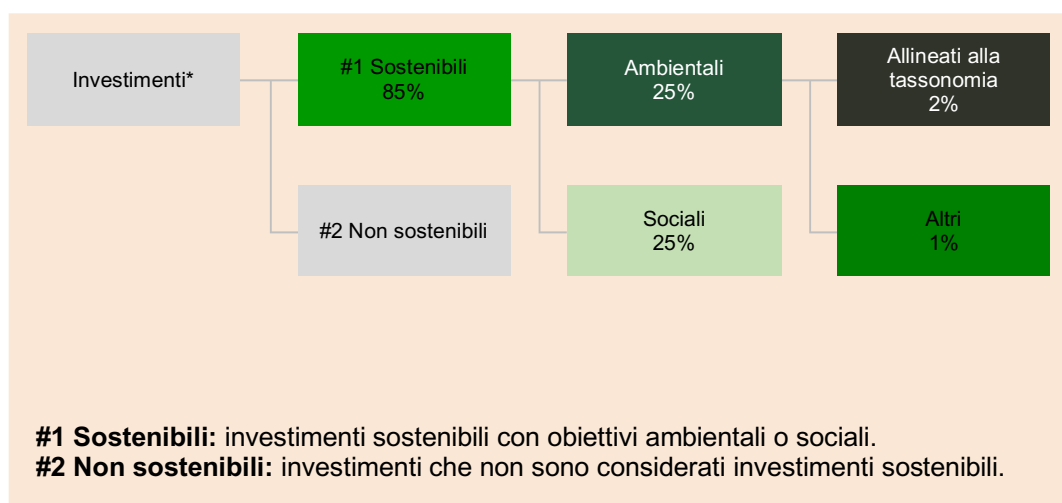 Investimenti*
#1 Sostenibili
85%
Ambientali
25%
Allineati alla
tassonomia
2%
#2 Non sostenibili
Sociali
25%
Altri
1%
#1 Sostenibili: investimenti sostenibili con obiettivi ambientali o sociali.
#2 Non sostenibili: investimenti che non sono considerati investimenti sostenibili.